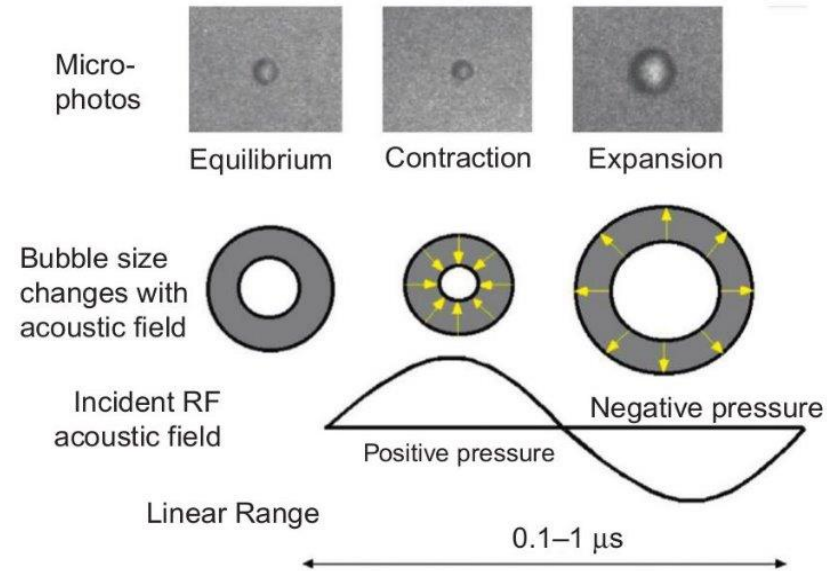 Micro-
photos
Equilibrium
Contraction
Expansion
Bubble size
changes with
acoustic field
Incident RF
acoustic field
Positive pressure
Negative pressure
Linear Range
0.1–1 μs